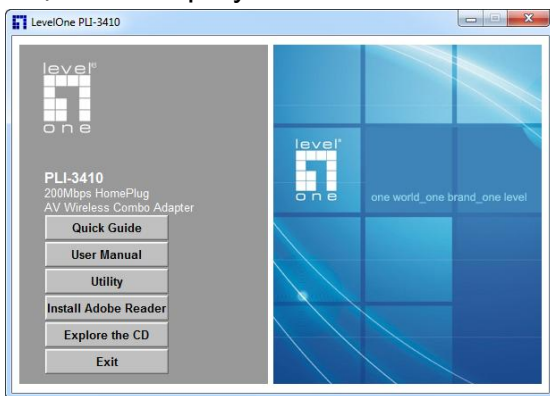 LevelOne PLI-3410
level®
one
PLI-3410
200Mbps HomePlug
AV Wireless Combo Adapter
Quick Guide
User Manual
Utility
Install Adobe Reader
Explore the CD
Exit
level®
one
one world_one brand_one level